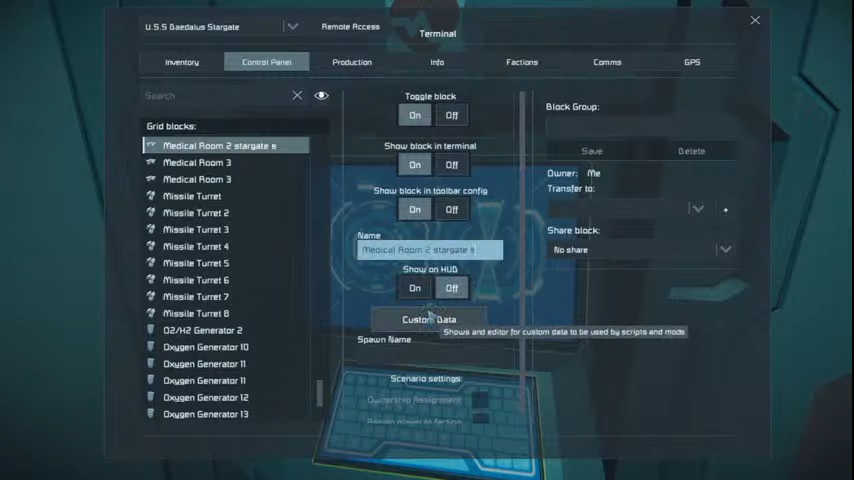 U.S.S Daedalus Stargate
Remote Access
Terminal
Inventory
Control Panel
Production
Info
Factions
Comms
GPS
Search
Grid blocks:
Medical Room 2 stargate s
Medical Room 3
Medical Room 3
Missile Turret
Missile Turret 2
Missile Turret 3
Missile Turret 4
Missile Turret 5
Missile Turret 6
Missile Turret 7
Missile Turret 8
O2/H2 Generator 2
Oxygen Generator 10
Oxygen Generator 11
Oxygen Generator 11
Oxygen Generator 12
Oxygen Generator 13
Toggle block
On Off
Show block in terminal
On Off
Show block in toolbar config
On Off
Name
Medical Room 2 stargate s
Show on HUD
On Off
Custom Data
Shows and editor for custom data to be used by scripts and mods
Spawn Name
Scenario settings:
Ownership Assignment
Assign player to faction
Block Group:
Save Delete
Owner: Me
Transfer to:
Share block:
No share